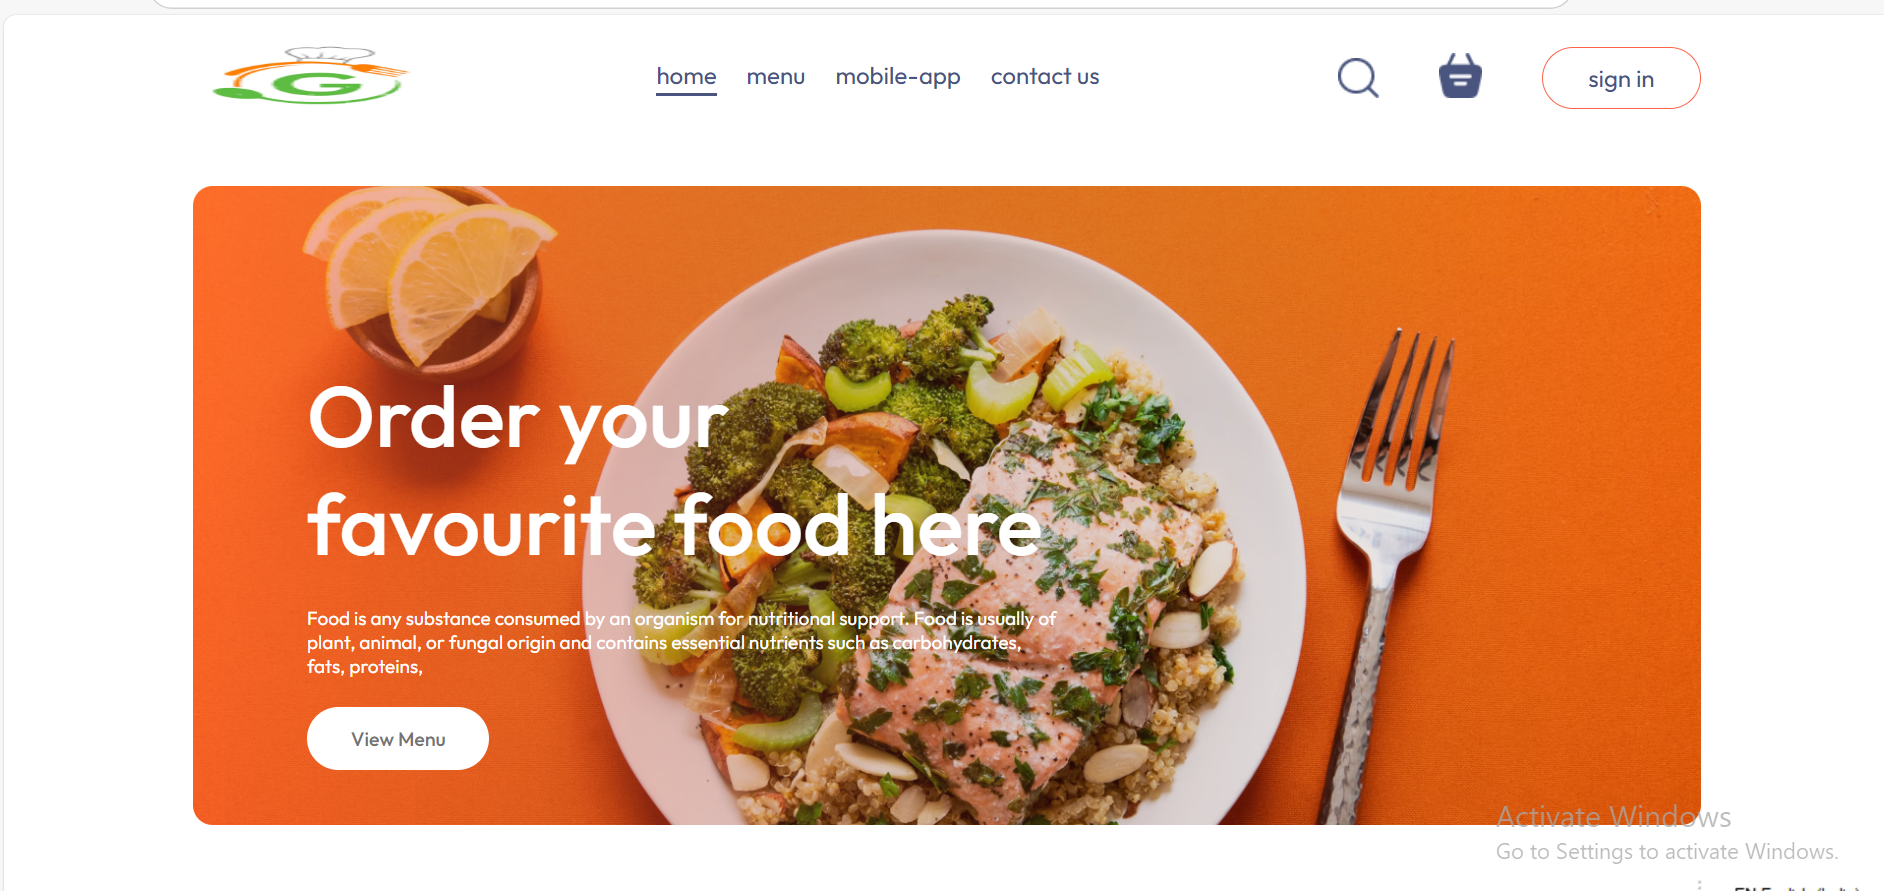 G
home
menu
mobile-app
contact us
sign in
Order your
favourite food here
Food is any substance consumed by an organism for nutritional support. Food is usually of
plant, animal, or fungal origin and contains essential nutrients such as carbohydrates,
fats, proteins,
View Menu
Activate Windows
Go to Settings to activate Windows.